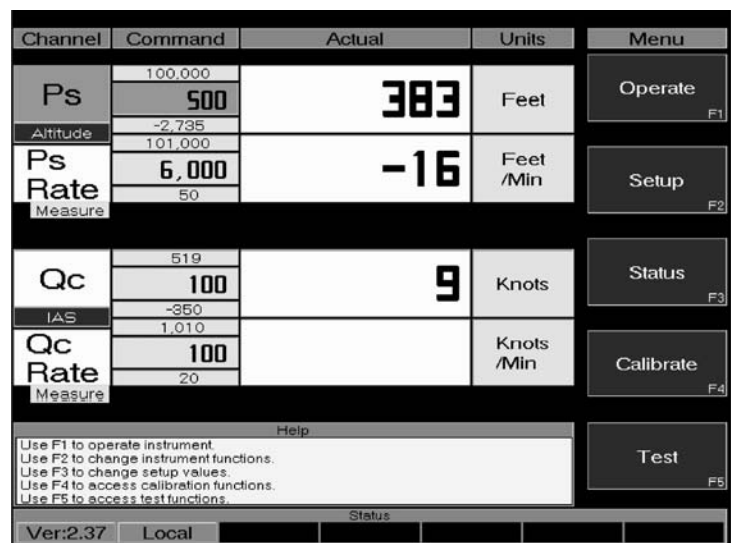 Channel Command Actual Units Menu
Ps
Altitude
100,000
500
-2,735
383
Feet
Operate
F1
Ps
Rate
Measure
101,000
6,000
50
-16
Feet
/Min
Setup
F2
Qc
IAS
519
100
-350
9
Knots
Status
F3
Qc
Rate
Measure
1,010
100
20
Knots
/Min
Calibrate
F4
Help
Use F1 to operate instrument.
Use F2 to change instrument functions.
Use F3 to change setup values.
Use F4 to access calibration functions.
Use F5 to access test functions.
Test
F5
Status
Ver:2.37 Local